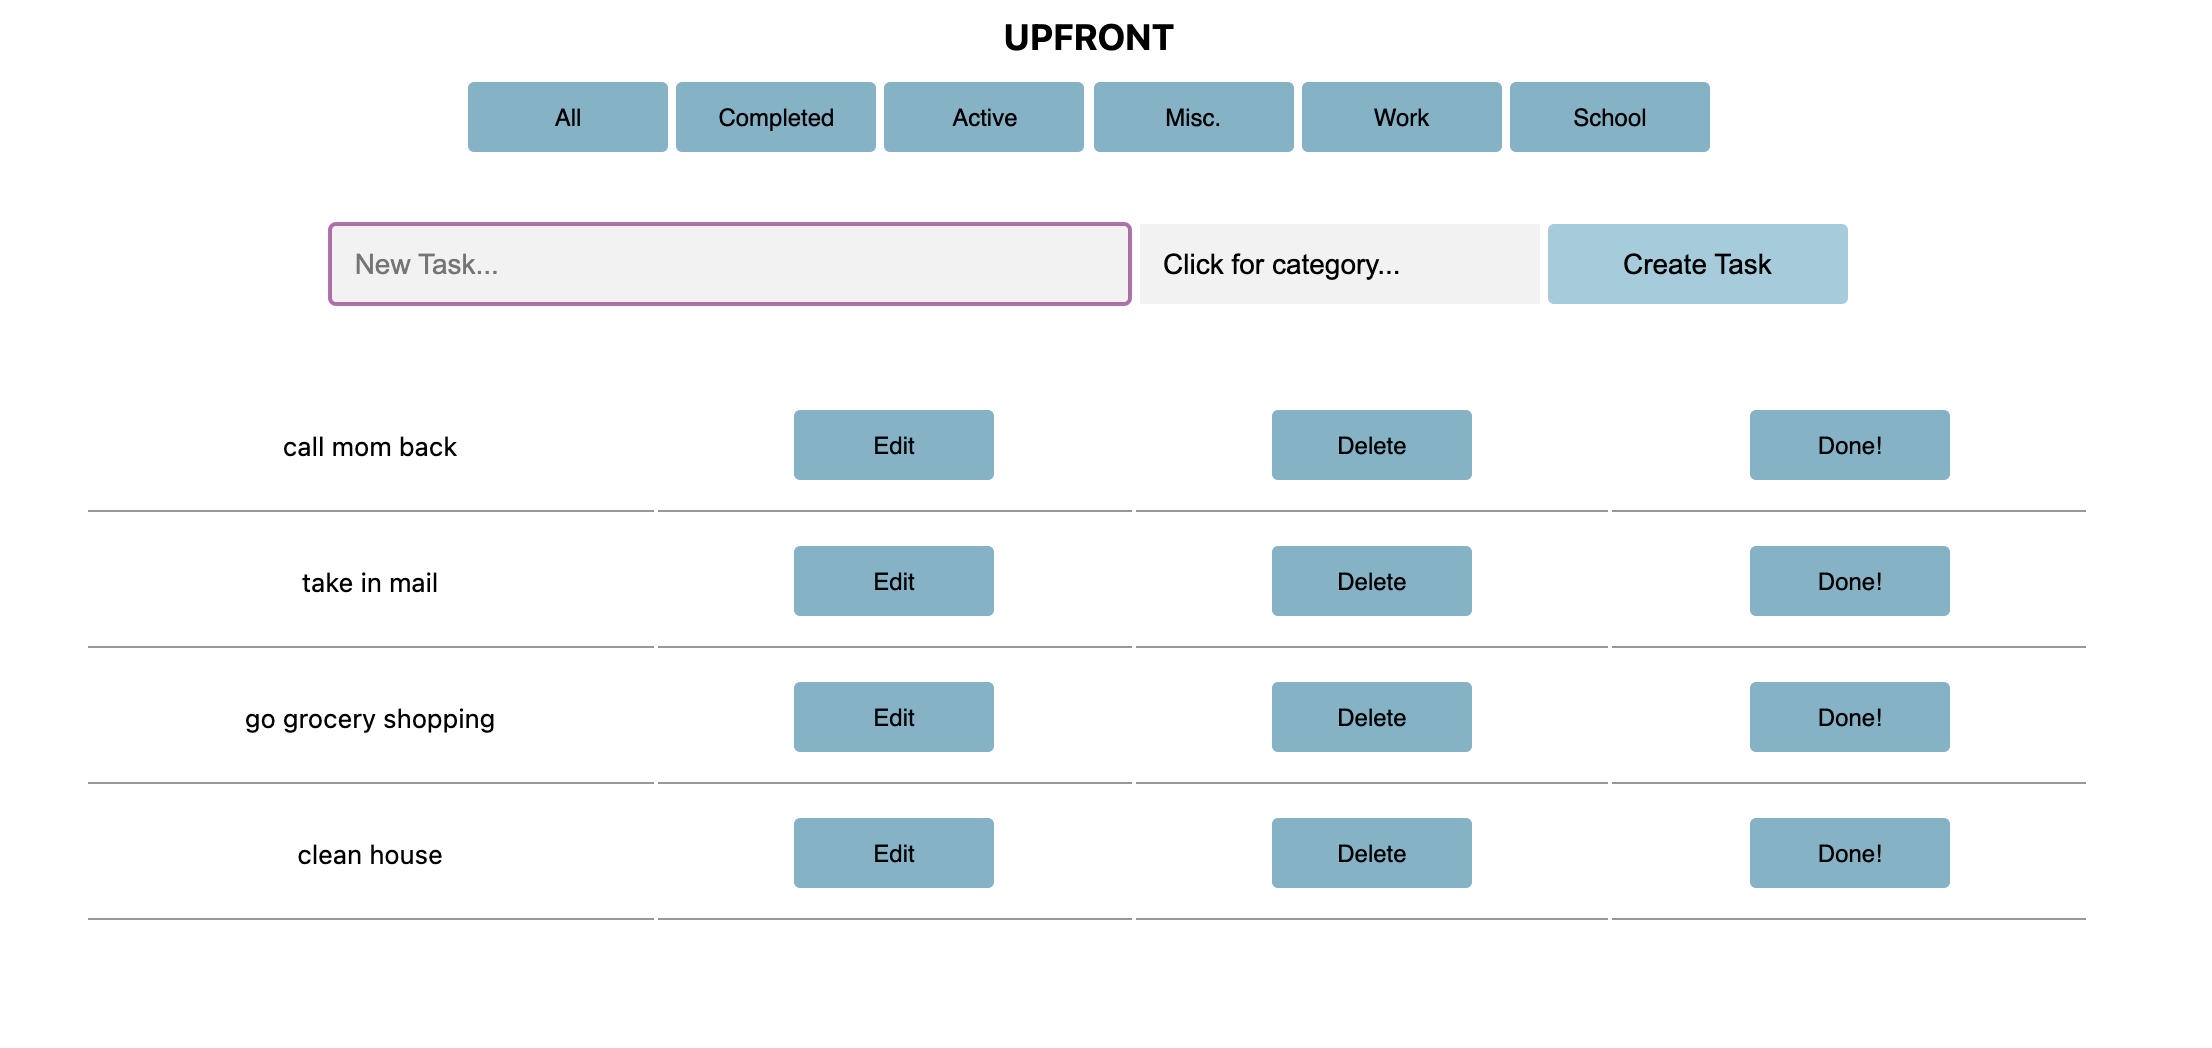 UPFRONT
All Completed Active Misc. Work School
New Task... Click for category... Create Task
call mom back Edit Delete Done!
take in mail Edit Delete Done!
go grocery shopping Edit Delete Done!
clean house Edit Delete Done!